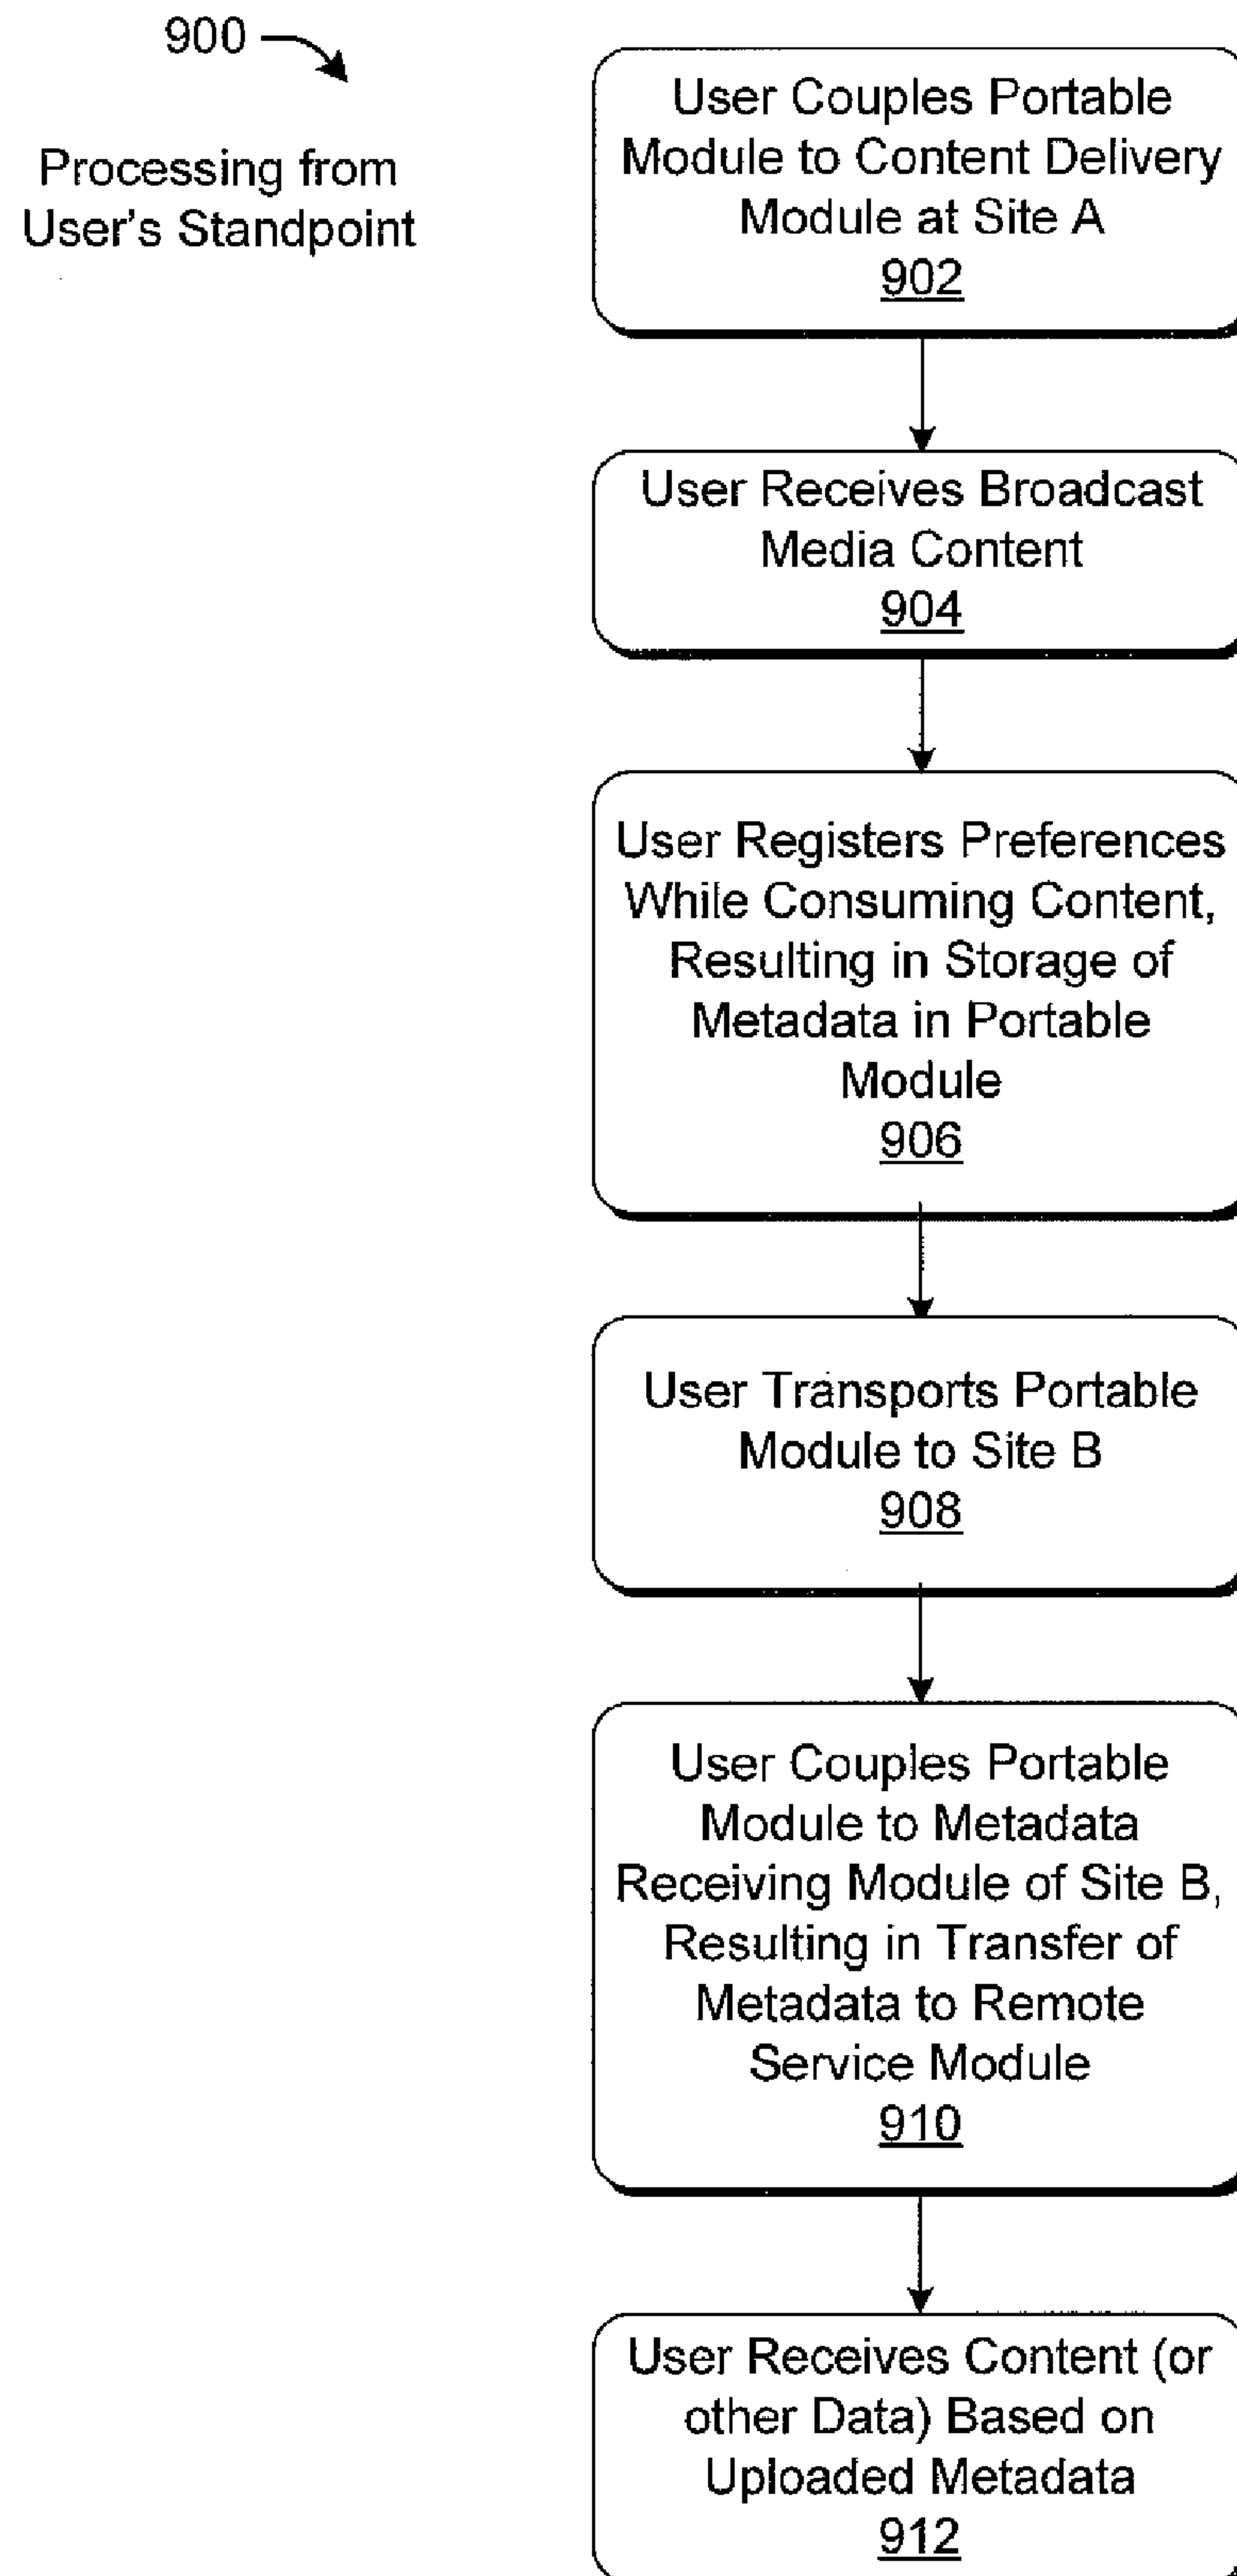 900
Processing from
User's Standpoint
User Couples Portable
Module to Content Delivery
Module at Site A
902
User Receives Broadcast
Media Content
904
User Registers Preferences
While Consuming Content,
Resulting in Storage of
Metadata in Portable
Module
906
User Transports Portable
Module to Site B
908
User Couples Portable
Module to Metadata
Receiving Module of Site B,
Resulting in Transfer of
Metadata to Remote
Service Module
910
User Receives Content (or
other Data) Based on
Uploaded Metadata
912